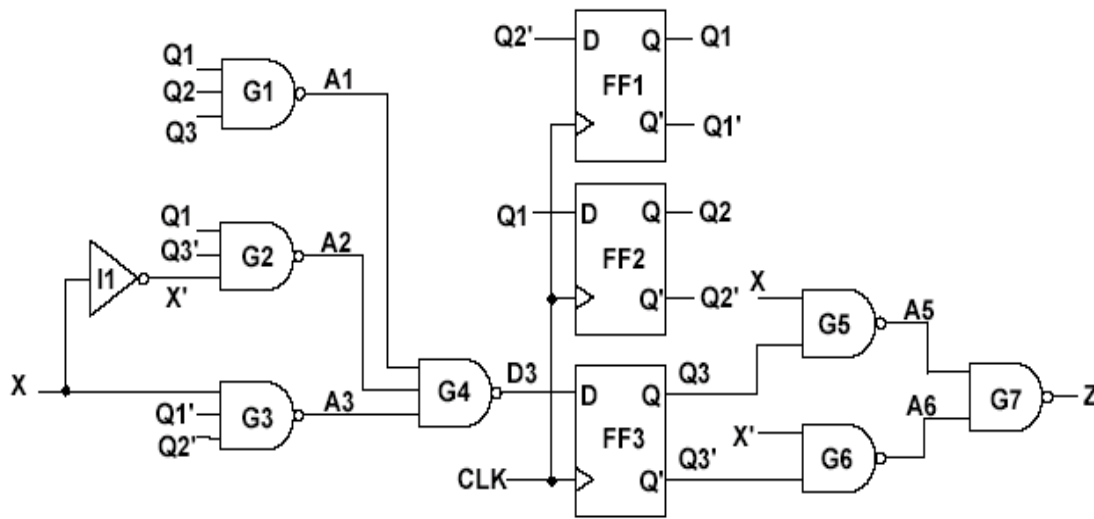 Q2' D Q Q1
Q1 A1
Q2 G1 FF1
Q3 Q' Q1'
Q1 D Q Q2
Q1 A2
Q3' G2
I1 X' FF2
Q' Q2' X G5 A5
X
G3 A3
Q1'
Q2'
G4 D3 D Q Q3
FF3 G7 Z
A6
X' G6
CLK Q' Q3'